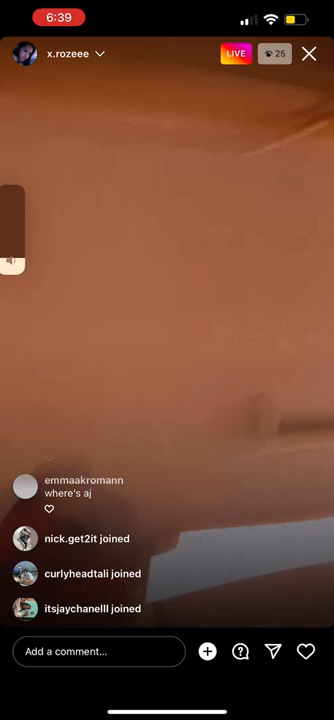 6:39
x.rozeee
LIVE
25
emmaakromann
where's aj
nick.get2it joined
curlyheadtali joined
itsjaychanelll joined
Add a comment...